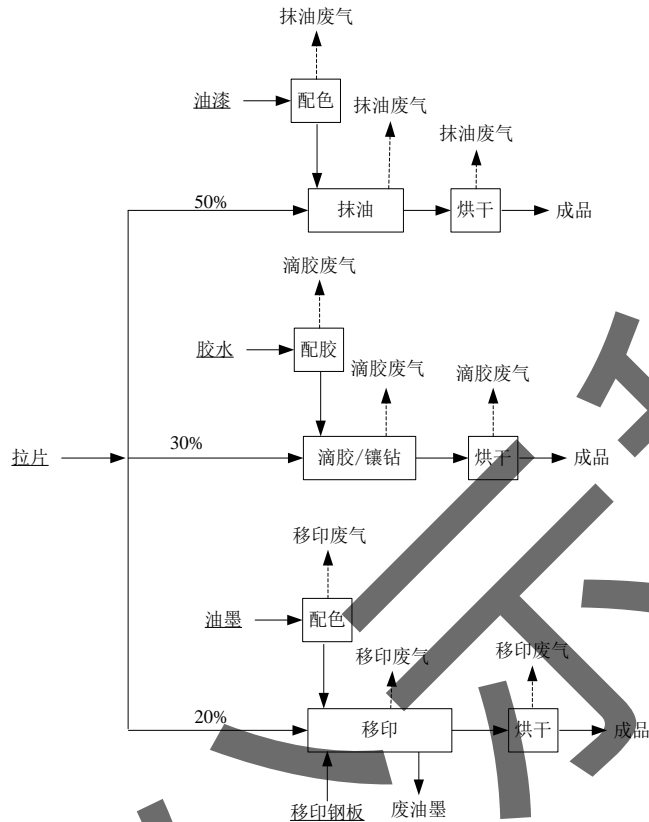 抹油废气
油漆
配色
抹油废气
抹油废气
50%
抹油
烘干
成品
滴胶废气
胶水
配胶
滴胶废气
滴胶废气
拉片
30%
滴胶/镶钻
烘干
成品
移印废气
油墨
配色
移印废气
移印废气
20%
移印
烘干
成品
移印钢板
废油墨